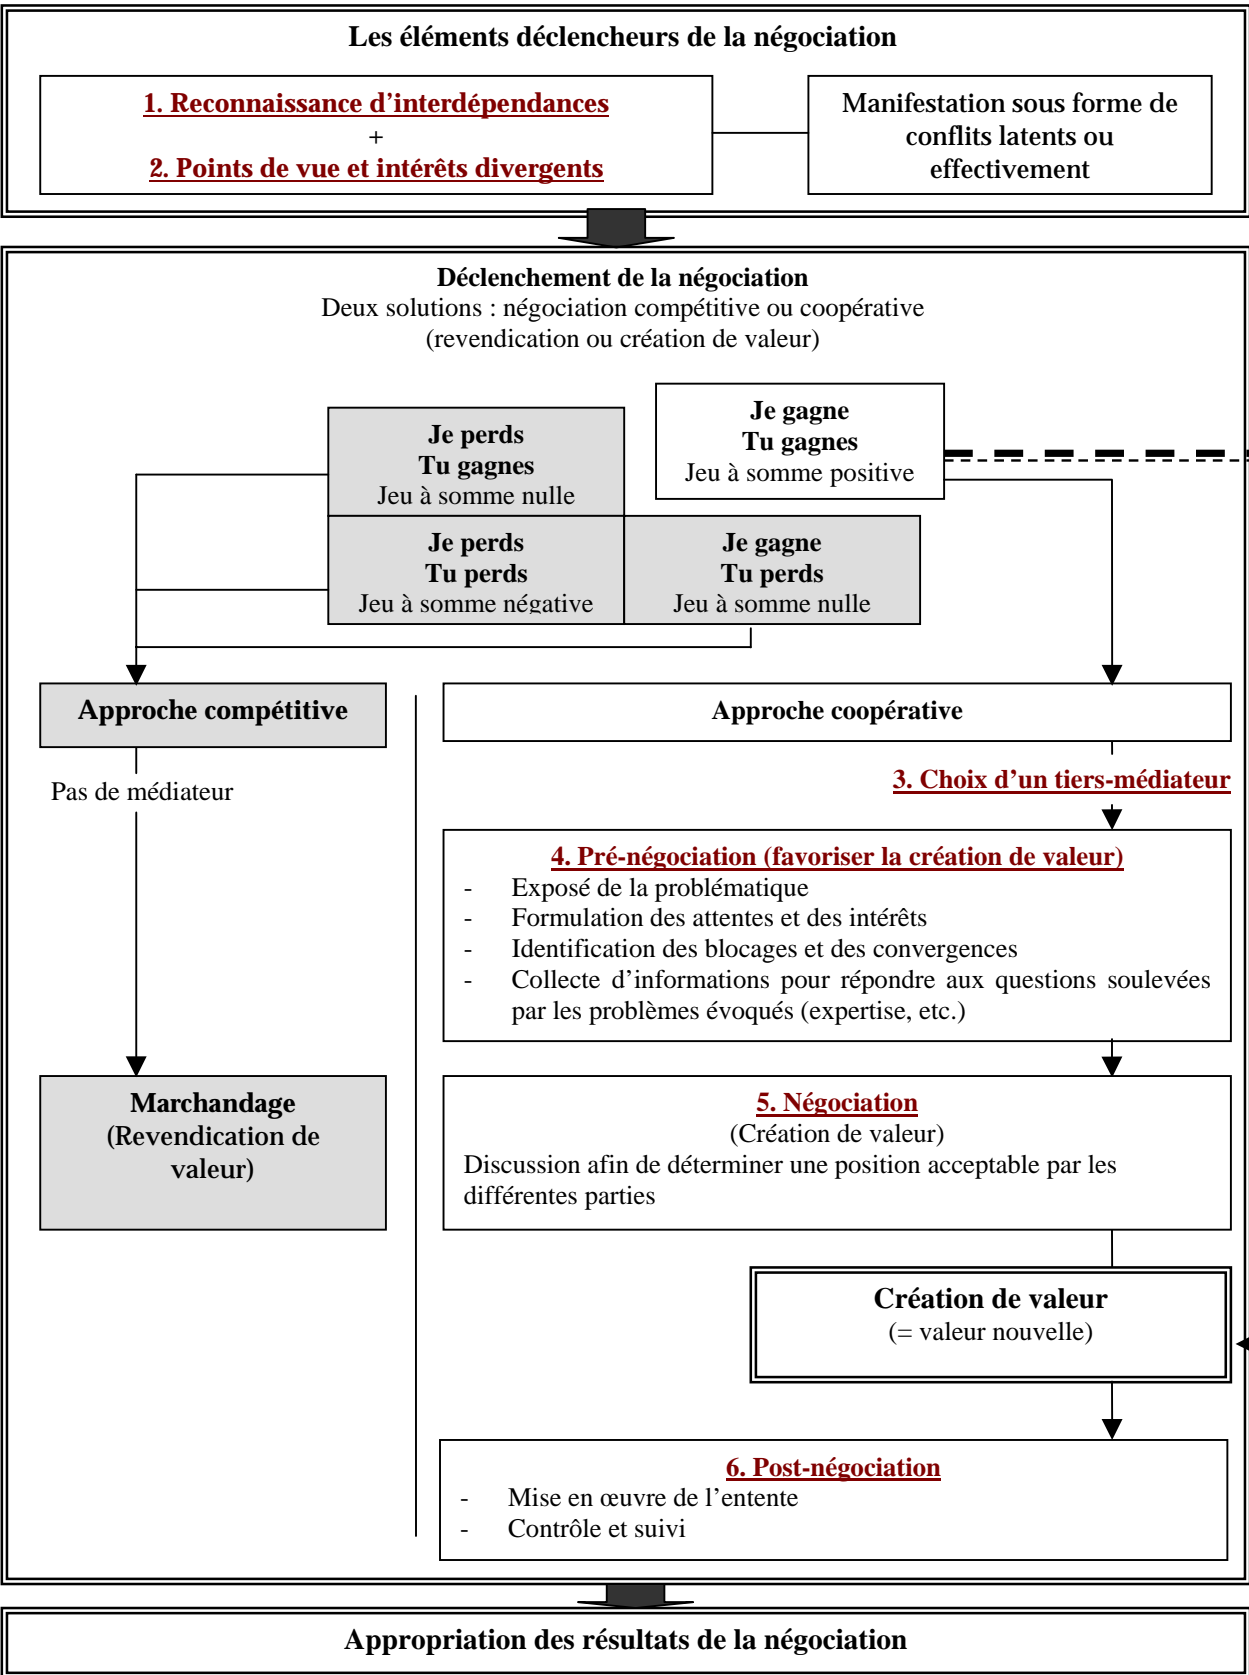 Les éléments déclencheurs de la négociation
1. Reconnaissance d’interdépendances
+
2. Points de vue et intérêts divergents
Manifestation sous forme de
conflits latents ou
effectivement
Déclenchement de la négociation
Deux solutions : négociation compétitive ou coopérative
(revendication ou création de valeur)
Je gagne
Tu gagnes
Jeu à somme positive
Je perds
Tu gagnes
Jeu à somme nulle
Je perds
Tu perds
Jeu à somme négative
Je gagne
Tu perds
Jeu à somme nulle
Approche compétitive
Approche coopérative
Pas de médiateur
3. Choix d’un tiers-médiateur
4. Pré-négociation (favoriser la création de valeur)
- Exposé de la problématique
- Formulation des attentes et des intérêts
- Identification des blocages et des convergences
- Collecte d’informations pour répondre aux questions soulevées
par les problèmes évoqués (expertise, etc.)
Marchandage
(Revendication de
valeur)
5. Négociation
(Création de valeur)
Discussion afin de déterminer une position acceptable par les
différentes parties
Création de valeur
(= valeur nouvelle)
6. Post-négociation
- Mise en œuvre de l’entente
- Contrôle et suivi
Appropriation des résultats de la négociation